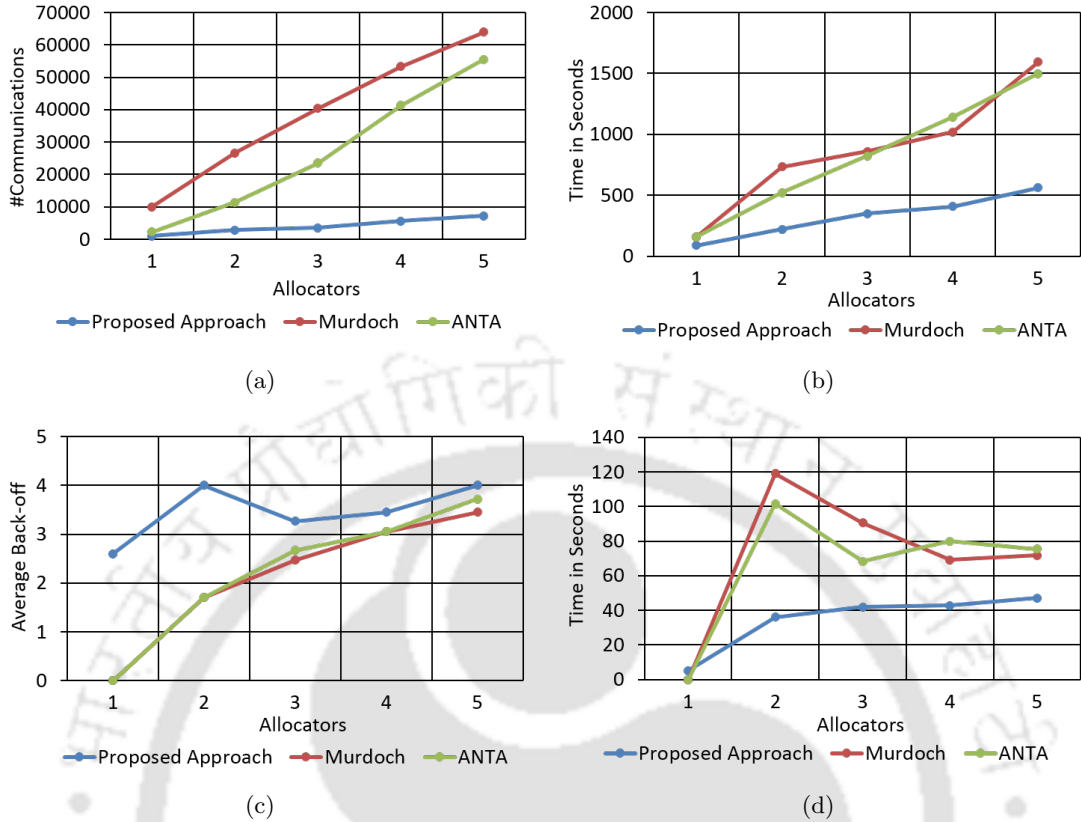 70000
60000
50000
40000
30000
20000
10000
0
#Communications
1 2 3 4 5
Allocators
Proposed Approach Murdoch ANTA
(a)
2000
1500
1000
500
0
Time in Seconds
1 2 3 4 5
Allocators
Proposed Approach Murdoch ANTA
(b)
5
4
3
2
1
0
Average Back-off
1 2 3 4 5
Allocators
Proposed Approach Murdoch ANTA
(c)
140
120
100
80
60
40
20
0
Time in Seconds
1 2 3 4 5
Allocators
Proposed Approach Murdoch ANTA
(d)